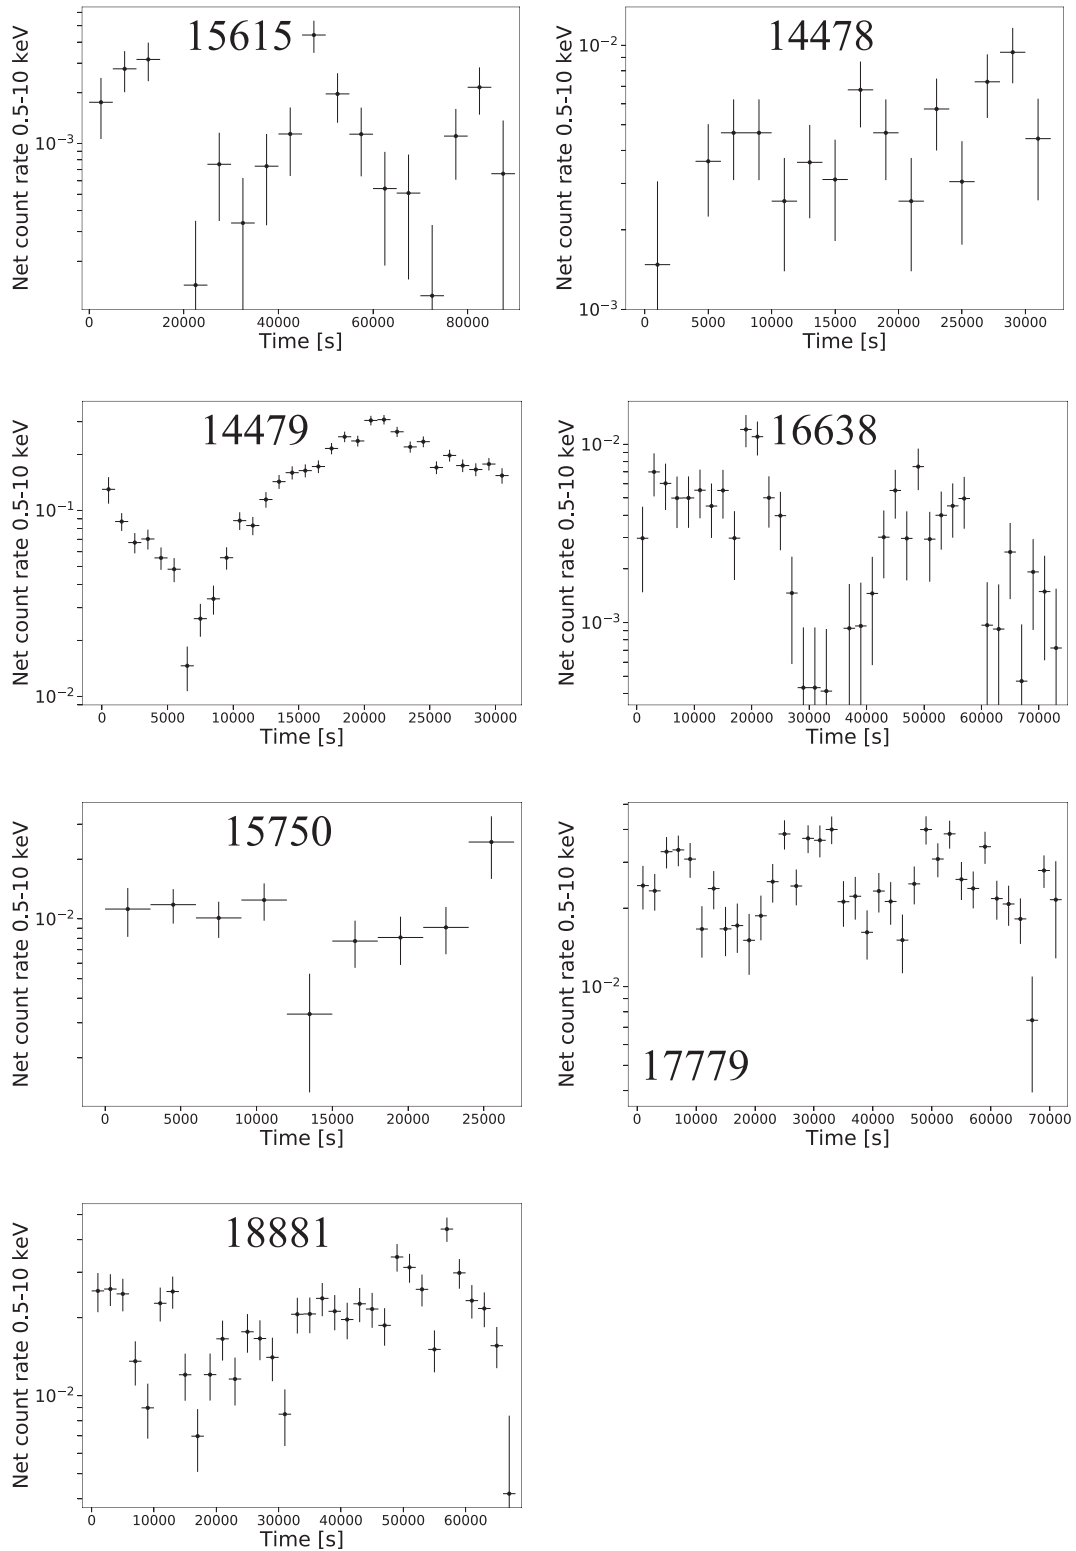 15615
Net count rate 0.5-10 keV
10⁻³
0 20000 40000 60000 80000
Time [s]
14478
Net count rate 0.5-10 keV
10⁻²
10⁻³
0 5000 10000 15000 20000 25000 30000
Time [s]
14479
Net count rate 0.5-10 keV
10⁻¹
10⁻²
0 5000 10000 15000 20000 25000 30000
Time [s]
16638
Net count rate 0.5-10 keV
10⁻²
10⁻³
0 10000 20000 30000 40000 50000 60000 70000
Time [s]
15750
Net count rate 0.5-10 keV
10⁻²
0 5000 10000 15000 20000 25000
Time [s]
Net count rate 0.5-10 keV
10⁻²
17779
0 10000 20000 30000 40000 50000 60000 70000
Time [s]
18881
Net count rate 0.5-10 keV
10⁻²
0 10000 20000 30000 40000 50000 60000
Time [s]